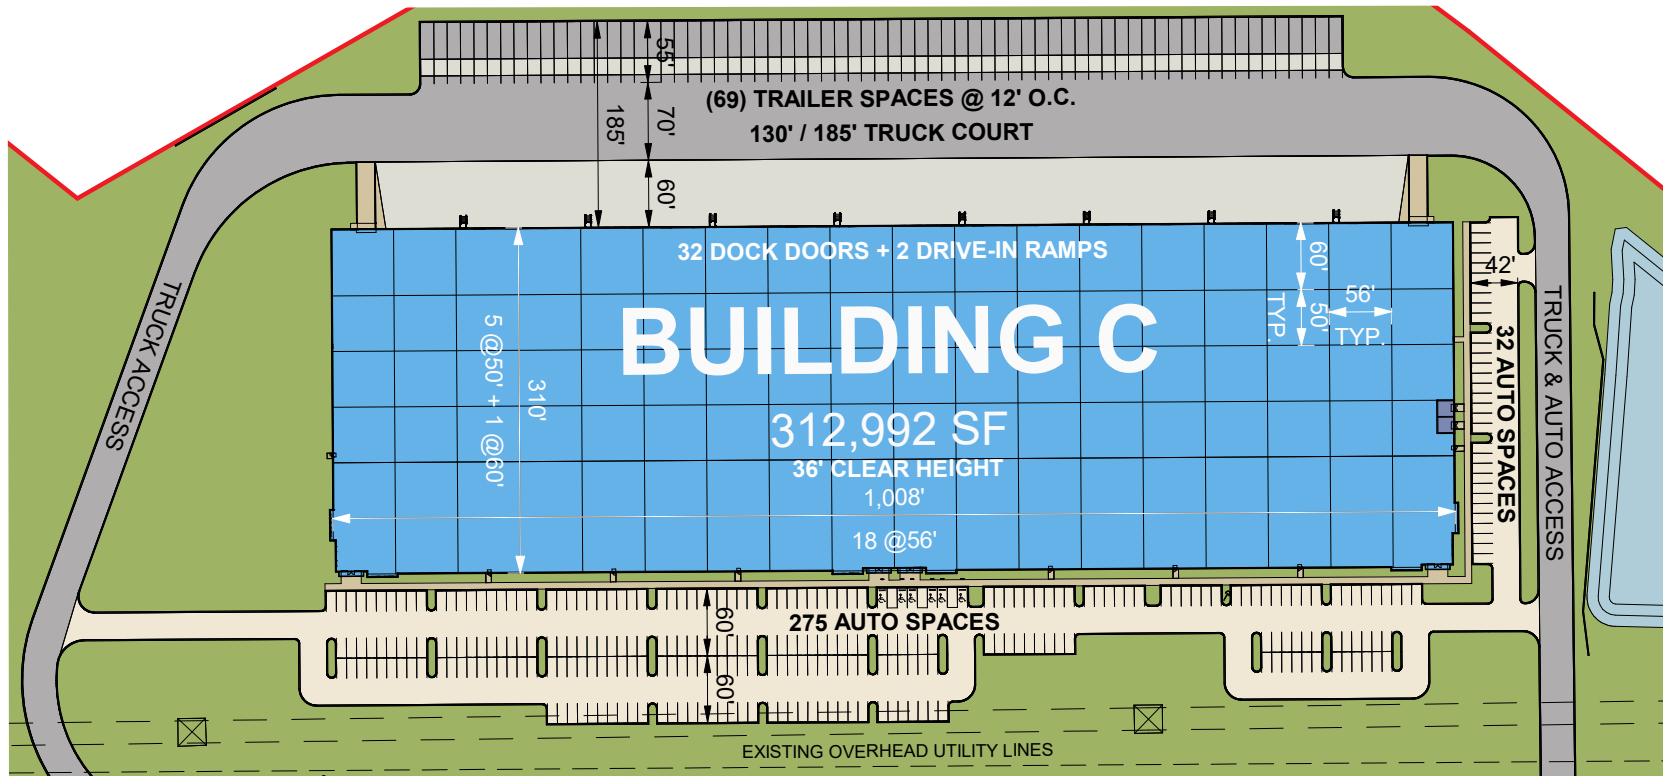 55'
(69) TRAILER SPACES @ 12' O.C.
185'
70'
130' / 185' TRUCK COURT
60'
32 DOCK DOORS + 2 DRIVE-IN RAMPS
60'
42'
TRUCK ACCESS
5 @50' + 1 @60'
310'
BUILDING C
TYP.
50'
56'
TYP.
32 AUTO SPACES
TRUCK & AUTO ACCESS
312,992 SF
36' CLEAR HEIGHT
1,008'
18 @56'
60'
275 AUTO SPACES
60'
EXISTING OVERHEAD UTILITY LINES